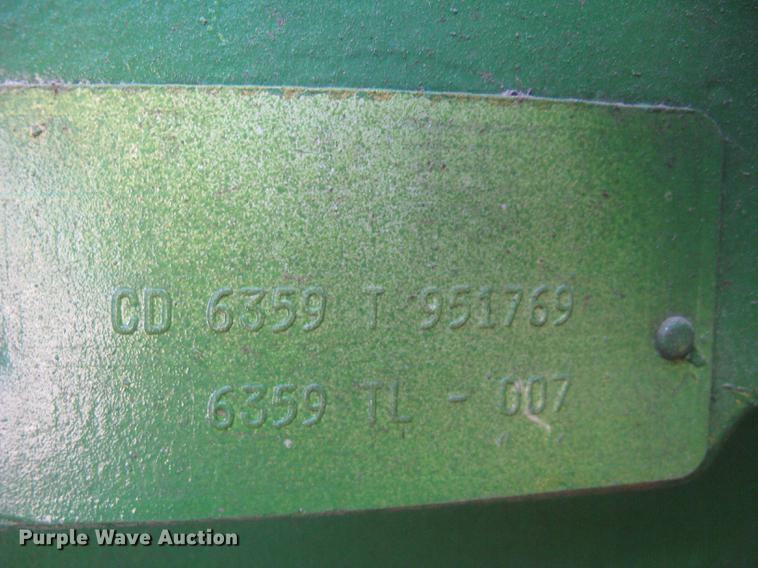 CD 6359 T 951769
6359 TL - 007
Purple Wave Auction